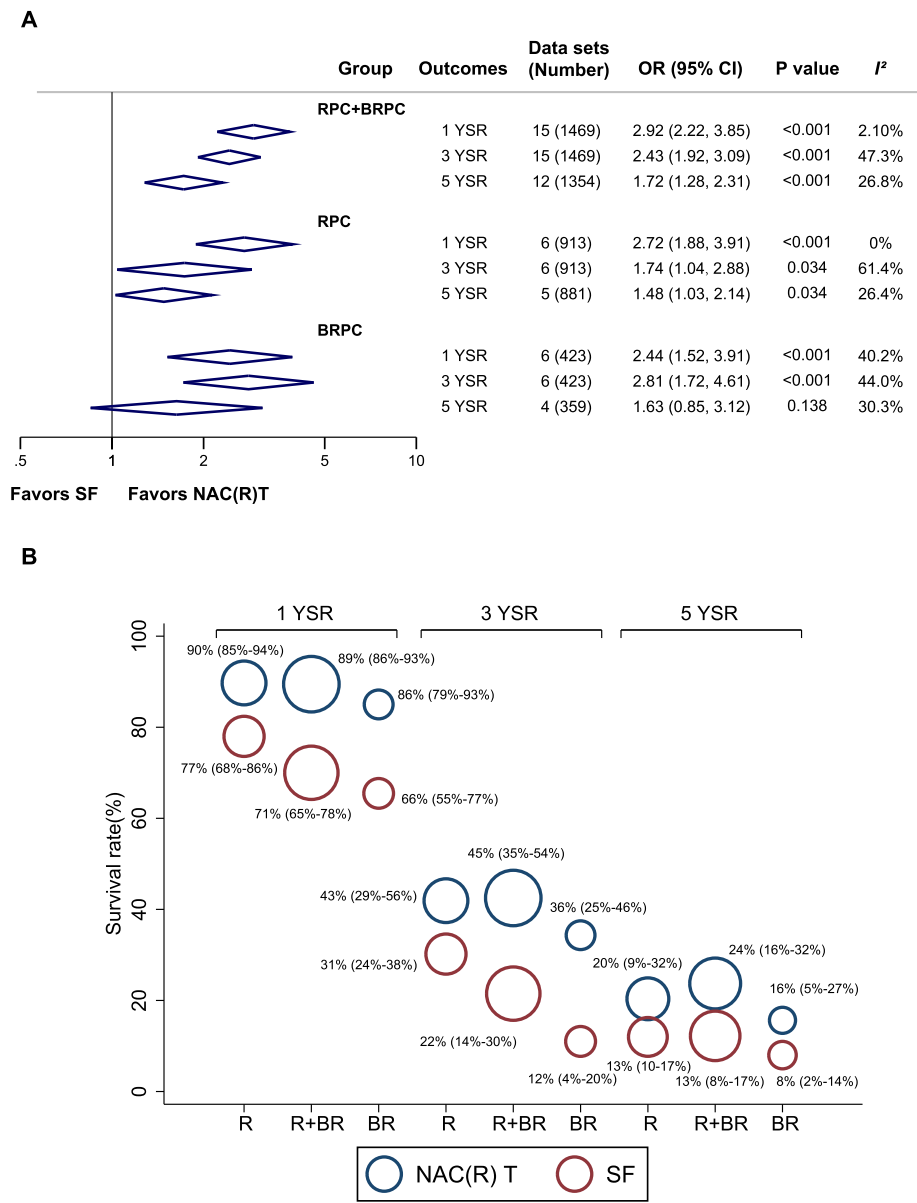 A
Group Outcomes Data sets (Number) OR (95% CI) P value I²
RPC+BRPC
1 YSR 15 (1469) 2.92 (2.22, 3.85) <0.001 2.10%
3 YSR 15 (1469) 2.43 (1.92, 3.09) <0.001 47.3%
5 YSR 12 (1354) 1.72 (1.28, 2.31) <0.001 26.8%
RPC
1 YSR 6 (913) 2.72 (1.88, 3.91) <0.001 0%
3 YSR 6 (913) 1.74 (1.04, 2.88) 0.034 61.4%
5 YSR 5 (881) 1.48 (1.03, 2.14) 0.034 26.4%
BRPC
1 YSR 6 (423) 2.44 (1.52, 3.91) <0.001 40.2%
3 YSR 6 (423) 2.81 (1.72, 4.61) <0.001 44.0%
5 YSR 4 (359) 1.63 (0.85, 3.12) 0.138 30.3%
.5 1 2 5 10
Favors SF Favors NAC(R)T
B
1 YSR 3 YSR 5 YSR
Survival rate(%)
100
80
60
40
20
0
90% (85%-94%)
89% (86%-93%)
86% (79%-93%)
77% (68%-86%)
71% (65%-78%)
66% (55%-77%)
45% (35%-54%)
43% (29%-56%)
36% (25%-46%)
31% (24%-38%)
22% (14%-30%)
12% (4%-20%)
20% (9%-32%)
24% (16%-32%)
16% (5%-27%)
13% (10-17%)
13% (8%-17%)
8% (2%-14%)
R R+BR BR R R+BR BR R R+BR BR
NAC(R) T SF